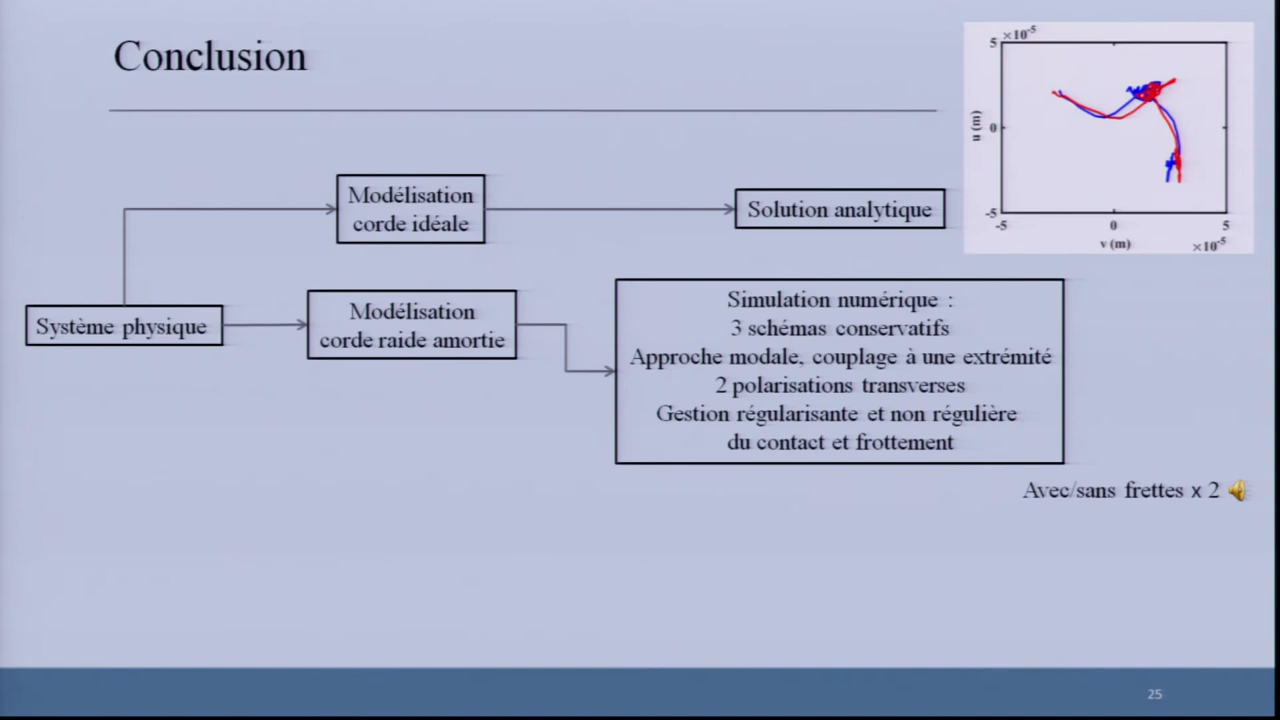 Conclusion
5 ×10⁻⁵
u (m)
0
-5
-5 0 5
v (m) ×10⁻⁵
Modélisation
corde idéale
Solution analytique
Système physique
Modélisation
corde raide amortie
Simulation numérique :
3 schémas conservatifs
Approche modale, couplage à une extrémité
2 polarisations transverses
Gestion régularisante et non régulière
du contact et frottement
Avec/sans frettes x 2
25